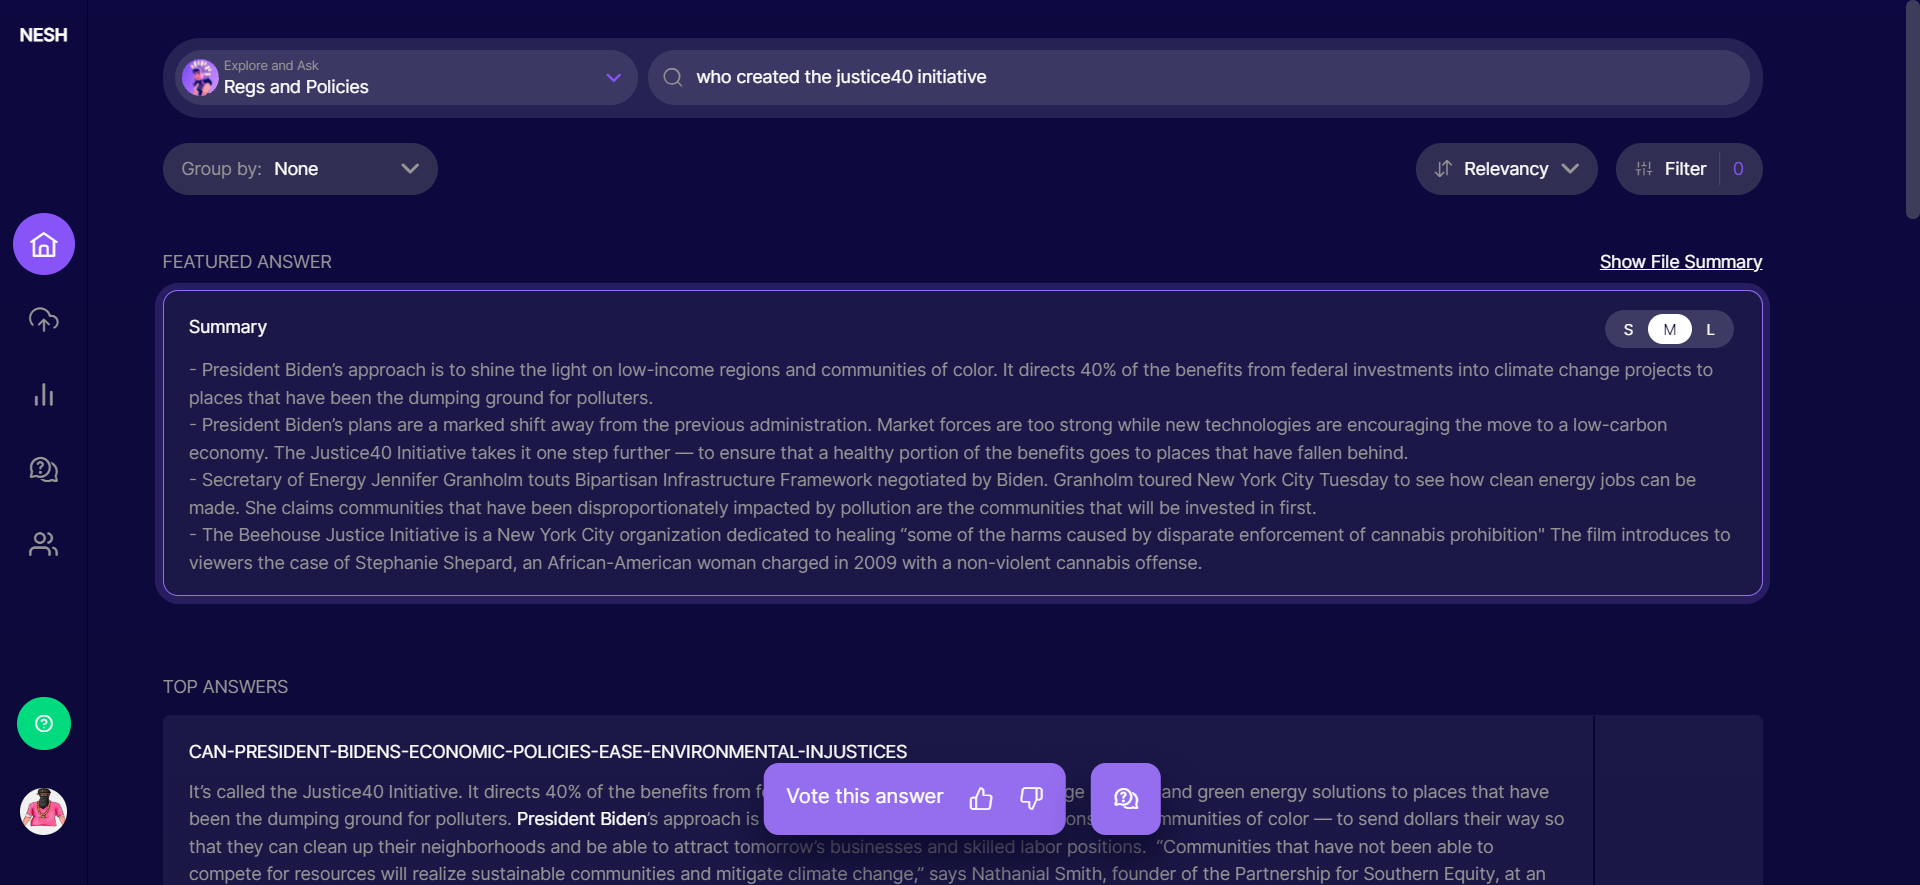 NESH
Explore and Ask
Regs and Policies
who created the justice40 initiative
Group by: None
Relevancy
Filter 0
FEATURED ANSWER
Show File Summary
Summary
S M L
- President Biden’s approach is to shine the light on low-income regions and communities of color. It directs 40% of the benefits from federal investments into climate change projects to
places that have been the dumping ground for polluters.
- President Biden’s plans are a marked shift away from the previous administration. Market forces are too strong while new technologies are encouraging the move to a low-carbon
economy. The Justice40 Initiative takes it one step further — to ensure that a healthy portion of the benefits goes to places that have fallen behind.
- Secretary of Energy Jennifer Granholm touts Bipartisan Infrastructure Framework negotiated by Biden. Granholm toured New York City Tuesday to see how clean energy jobs can be
made. She claims communities that have been disproportionately impacted by pollution are the communities that will be invested in first.
- The Beehouse Justice Initiative is a New York City organization dedicated to healing “some of the harms caused by disparate enforcement of cannabis prohibition" The film introduces to
viewers the case of Stephanie Shepard, an African-American woman charged in 2009 with a non-violent cannabis offense.
TOP ANSWERS
CAN-PRESIDENT-BIDENS-ECONOMIC-POLICIES-EASE-ENVIRONMENTAL-INJUSTICES
It’s called the Justice40 Initiative. It directs 40% of the benefits from and green energy solutions to places that have
Vote this answer
been the dumping ground for polluters. President Biden’s approach is of color — to send dollars their way so
that they can clean up their neighborhoods and be able to attract tomorrow’s businesses and skilled labor positions. “Communities that have not been able to
compete for resources will realize sustainable communities and mitigate climate change,” says Nathanial Smith, founder of the Partnership for Southern Equity, at an